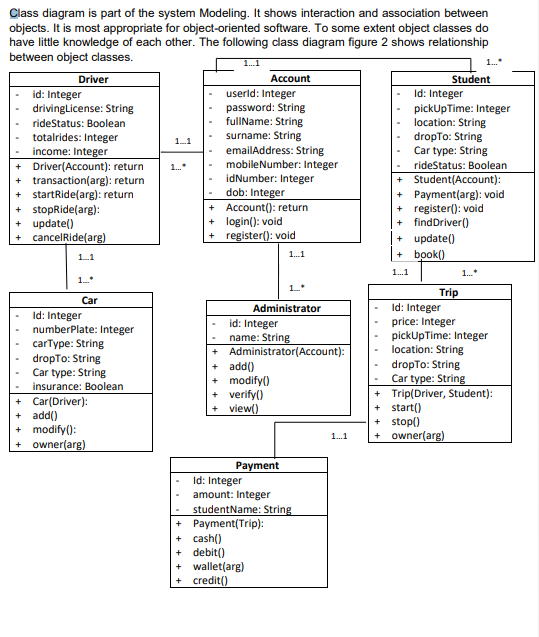 Class diagram is part of the system Modeling. It shows interaction and association between
objects. It is most appropriate for object-oriented software. To some extent object classes do
have little knowledge of each other. The following class diagram figure 2 shows relationship
between object classes.
1...1
1...*
Driver
- id: Integer
- drivingLicense: String
- rideStatus: Boolean
- totalrides: Integer
- income: Integer
+ Driver(Account): return
+ transaction(arg): return
+ startRide(arg): return
+ stopRide(arg):
+ update()
+ cancelRide(arg)
1...1
1...*
Account
- userId: Integer
- password: String
- fullName: String
- surname: String
- emailAddress: String
- mobileNumber: Integer
- idNumber: Integer
- dob: Integer
+ Account(): return
+ login(): void
+ register(): void
Student
- Id: Integer
- pickUpTime: Integer
- location: String
- dropTo: String
- Car type: String
- rideStatus: Boolean
+ Student(Account):
+ Payment(arg): void
+ register(): void
+ findDriver()
+ update()
+ book()
1...1
1...*
1...1
1...*
1...1
1...*
Car
- Id: Integer
- numberPlate: Integer
- carType: String
- dropTo: String
- Car type: String
- insurance: Boolean
+ Car(Driver):
+ add()
+ modify():
+ owner(arg)
Administrator
- id: Integer
- name: String
+ Administrator(Account):
+ add()
+ modify()
+ verify()
+ view()
Trip
- Id: Integer
- price: Integer
- pickUpTime: Integer
- location: String
- dropTo: String
- Car type: String
+ Trip(Driver, Student):
+ start()
+ stop()
+ owner(arg)
1...1
Payment
- Id: Integer
- amount: Integer
- studentName: String
+ Payment(Trip):
+ cash()
+ debit()
+ wallet(arg)
+ credit()